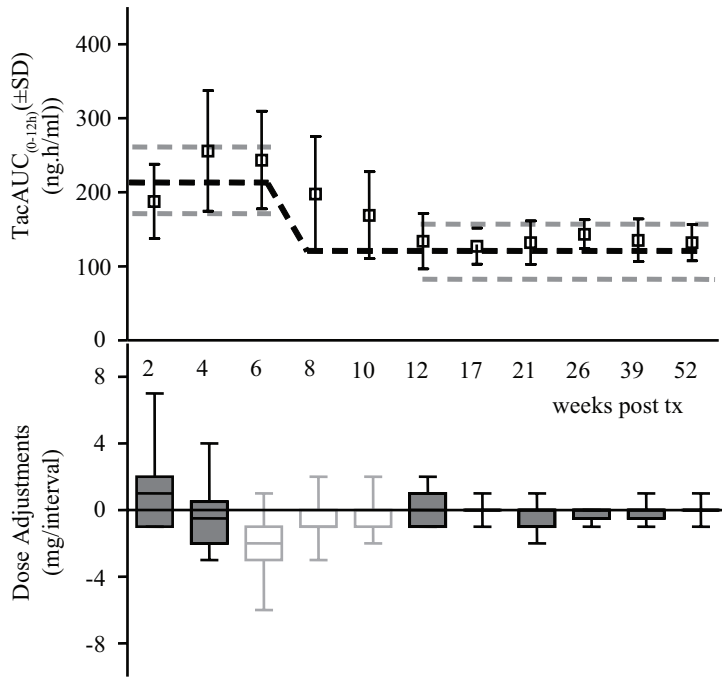 TacAUC(0-12h)(±SD)
(ng.h/ml))
400
300
200
100
0
2 4 6 8 10 12 17 21 26 39 52
weeks post tx
Dose Adjustments
(mg/interval)
8
4
0
-4
-8